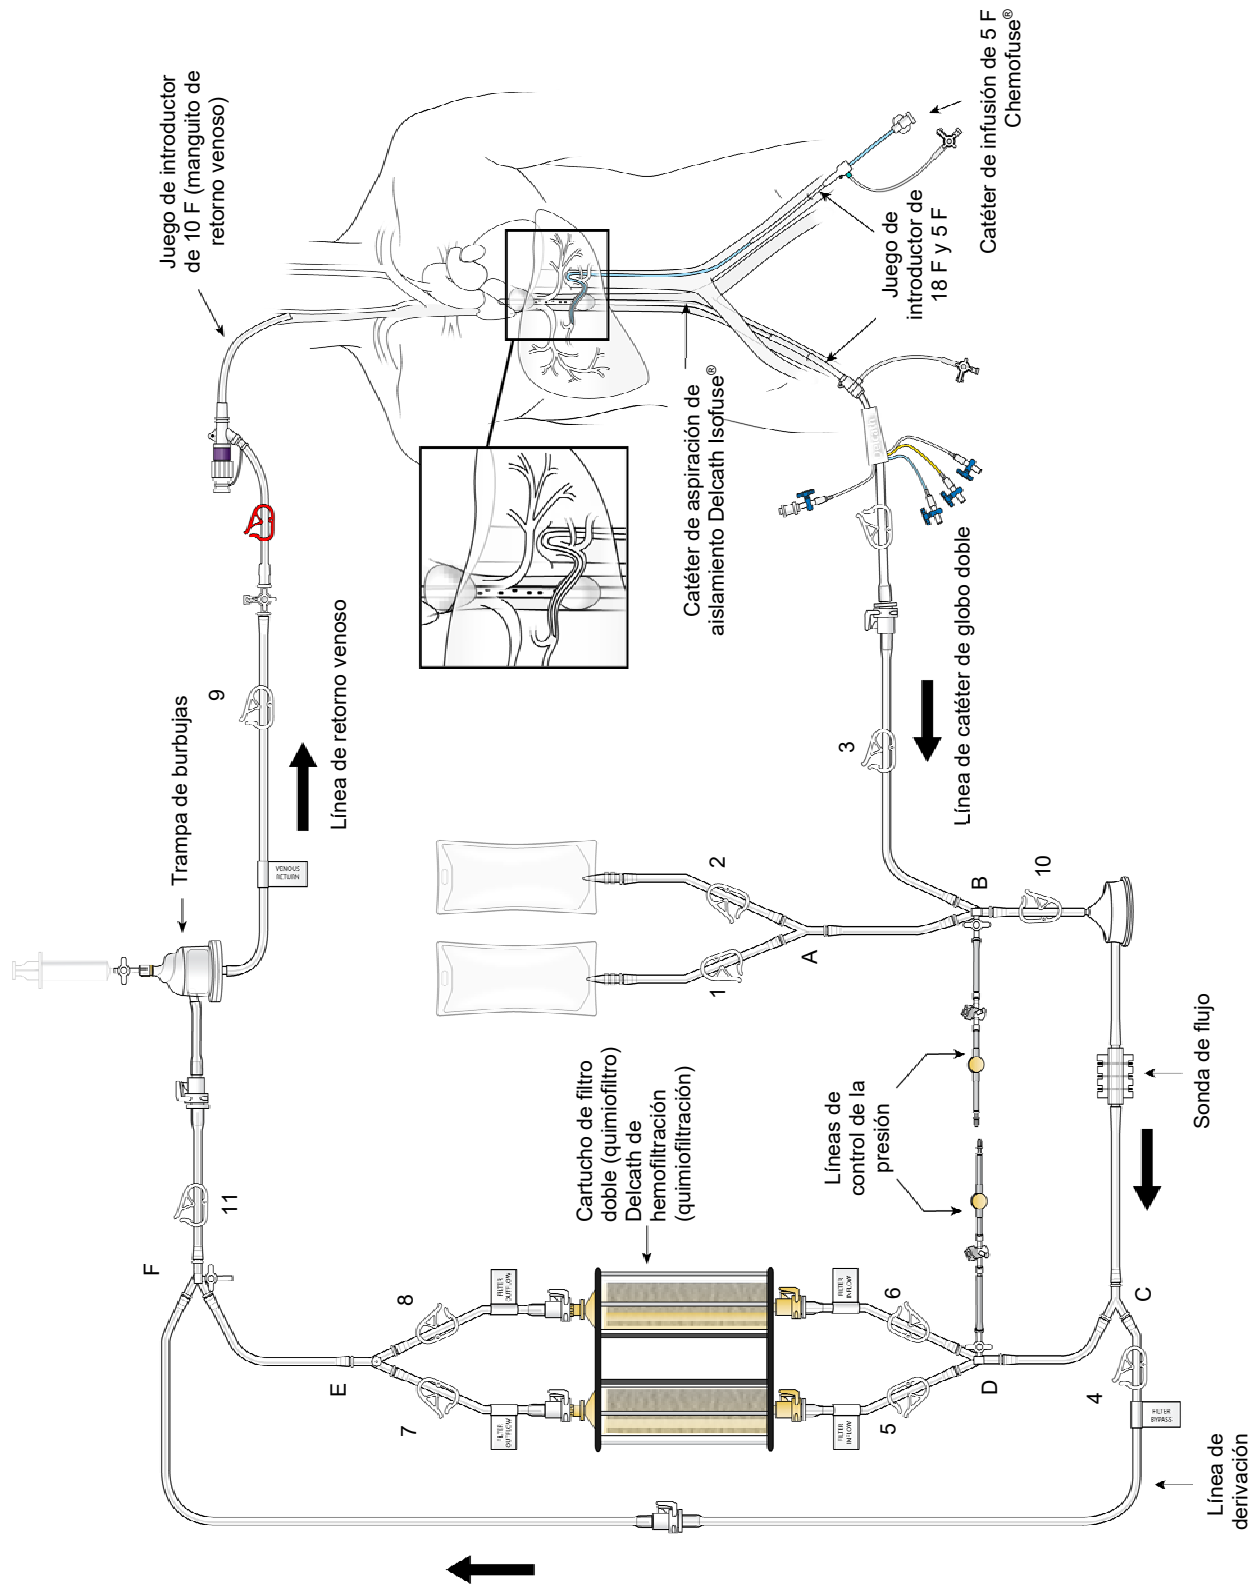 Juego de introductor
de 10 F (manguito de
retorno venoso)
Catéter de infusión de 5 F
Chemofuse®
Juego de
introductor de
18 F y 5 F
Catéter de aspiración de
aislamiento Delcath Isofuse®
Trampa de burbujas
9
Línea de retorno venoso
VENOUS
RETURN
3
Línea de catéter de globo doble
2
1
A
B
10
Cartucho de filtro
doble (quimiofiltro)
Delcath de
hemofiltración
(quimiofiltración)
Líneas de
control de la
presión
Sonda de flujo
11
F
E
8
7
FILTER
OUTFLOW
FILTER
OUTFLOW
FILTER
INFLOW
FILTER
INFLOW
6
5
D
C
4
FILTER
BYPASS
Línea de
derivación